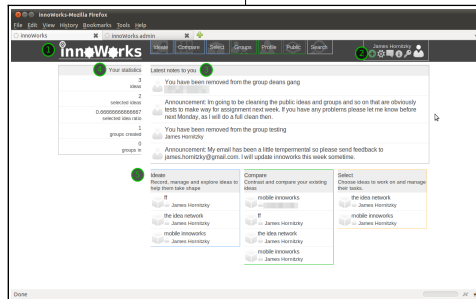 innoWorks-Mozilla Firefox
File Edit View History Bookmarks Tools Help
innoWorks
innoworks admin
1
innoWorks
Ideas Compare Select Groups Profile Public Search
James Hornitzky
2
4 Your statistics
3
ideas
2
selected ideas
0.66666666666667
selected idea ratio
1
groups created
0
groups in
Latest notes to you 3
You have been removed from the group deans gang
Announcement: Im going to be clearing the public ideas and groups and so on that are obviously
tests to make way for assignment next week. If you have any problems please let me know before
next Monday, as I will do a full clean then.
You have been removed from the group testing
James Hornitzky
Announcement: My email has been a little tempermental so please send feedback to
james.hornitzky@gmail.com. I will update innoworks this week sometime.
5
Ideate
Record, manage and explore ideas to
help them take shape
ff
James Hornitzky
the idea network
James Hornitzky
mobile innoworks
James Hornitzky
Compare
Contrast and compare your existing
ideas
mobile innoworks
ff
James Hornitzky
the idea network
James Hornitzky
mobile innoworks
James Hornitzky
Select
Choose ideas to work on and manage
their tasks.
the idea network
James Hornitzky
mobile innoworks
James Hornitzky
Done